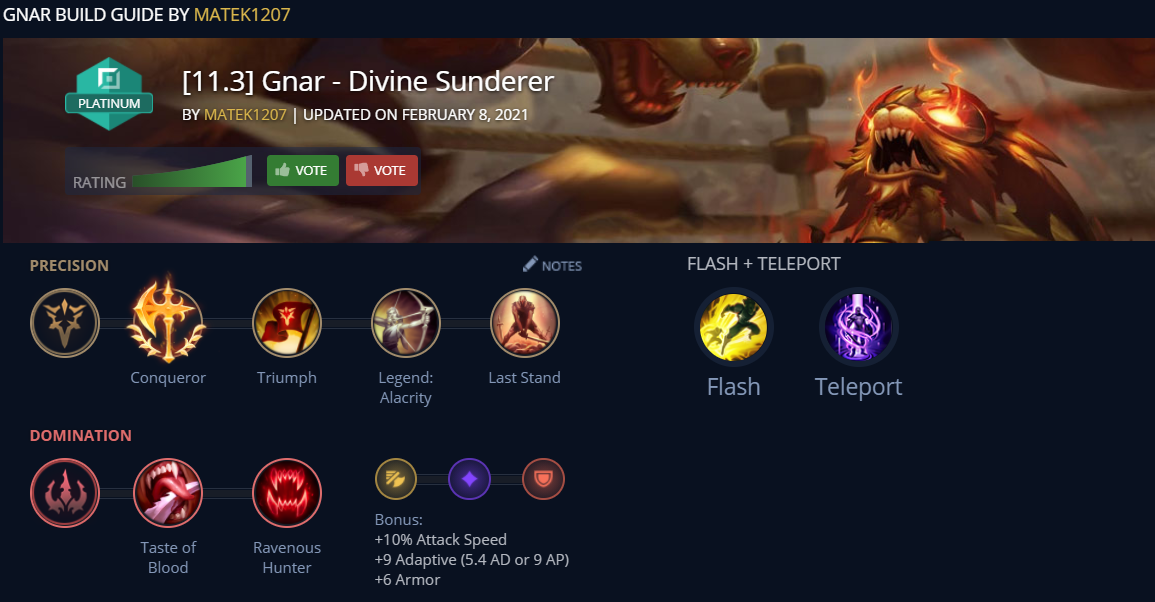 GNAR BUILD GUIDE BY MATEK1207
PLATINUM
[11.3] Gnar - Divine Sunderer
BY MATEK1207 | UPDATED ON FEBRUARY 8, 2021
RATING
VOTE
VOTE
PRECISION
NOTES
Conqueror
Triumph
Legend:
Alacrity
Last Stand
FLASH + TELEPORT
Flash
Teleport
DOMINATION
Taste of
Blood
Ravenous
Hunter
Bonus:
+10% Attack Speed
+9 Adaptive (5.4 AD or 9 AP)
+6 Armor